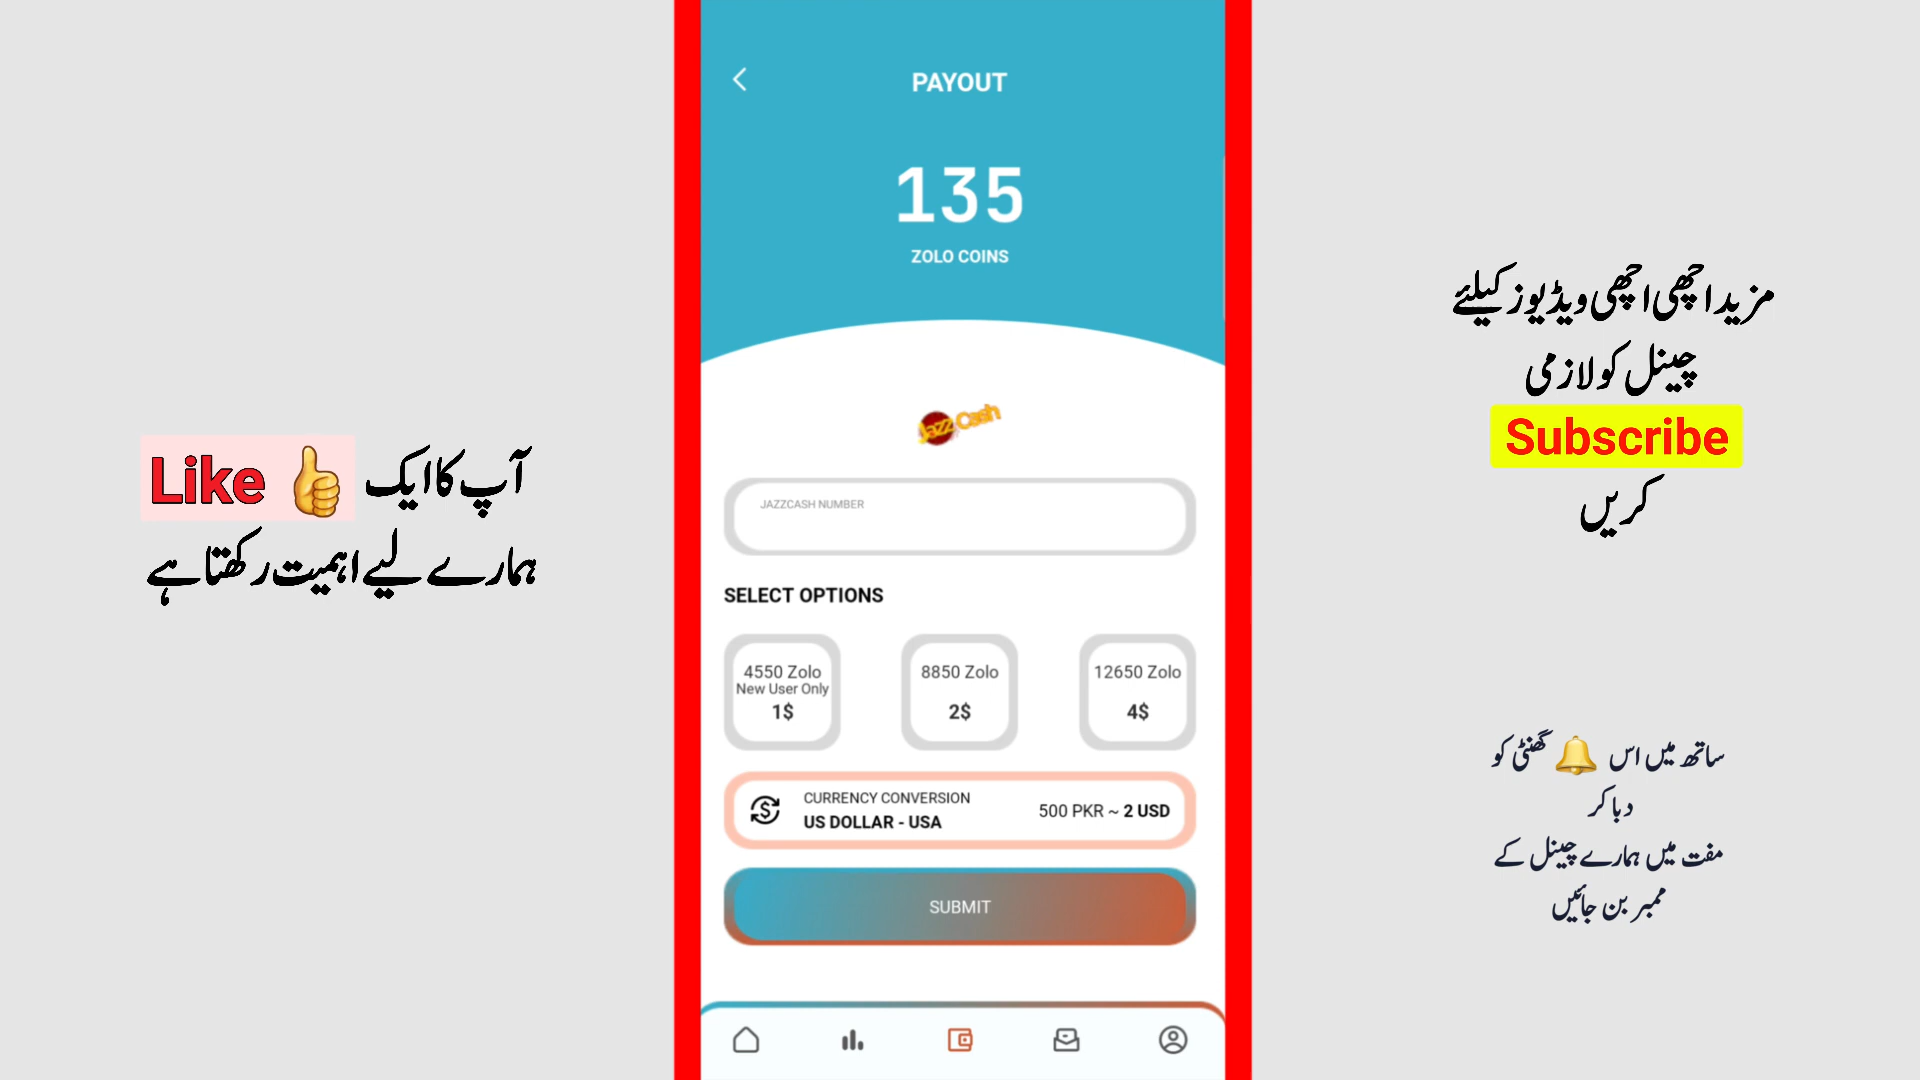 PAYOUT
135
ZOLO COINS
JazzCash
JAZZCASH NUMBER
SELECT OPTIONS
4550 Zolo
New User Only
1$
8850 Zolo
2$
12650 Zolo
4$
CURRENCY CONVERSION
US DOLLAR - USA
500 PKR ~ 2 USD
SUBMIT
آپ کا ایک 👍 Like
ہمارے لیے اہمیت رکھتا ہے
مزید اچھی اچھی ویڈیوز کیلئے
چینل کو لازمی
Subscribe
کریں
ساتھ میں اس 🔔 گھنٹی کو
دبا کر
مفت میں ہمارے چینل کے
ممبر بن جائیں